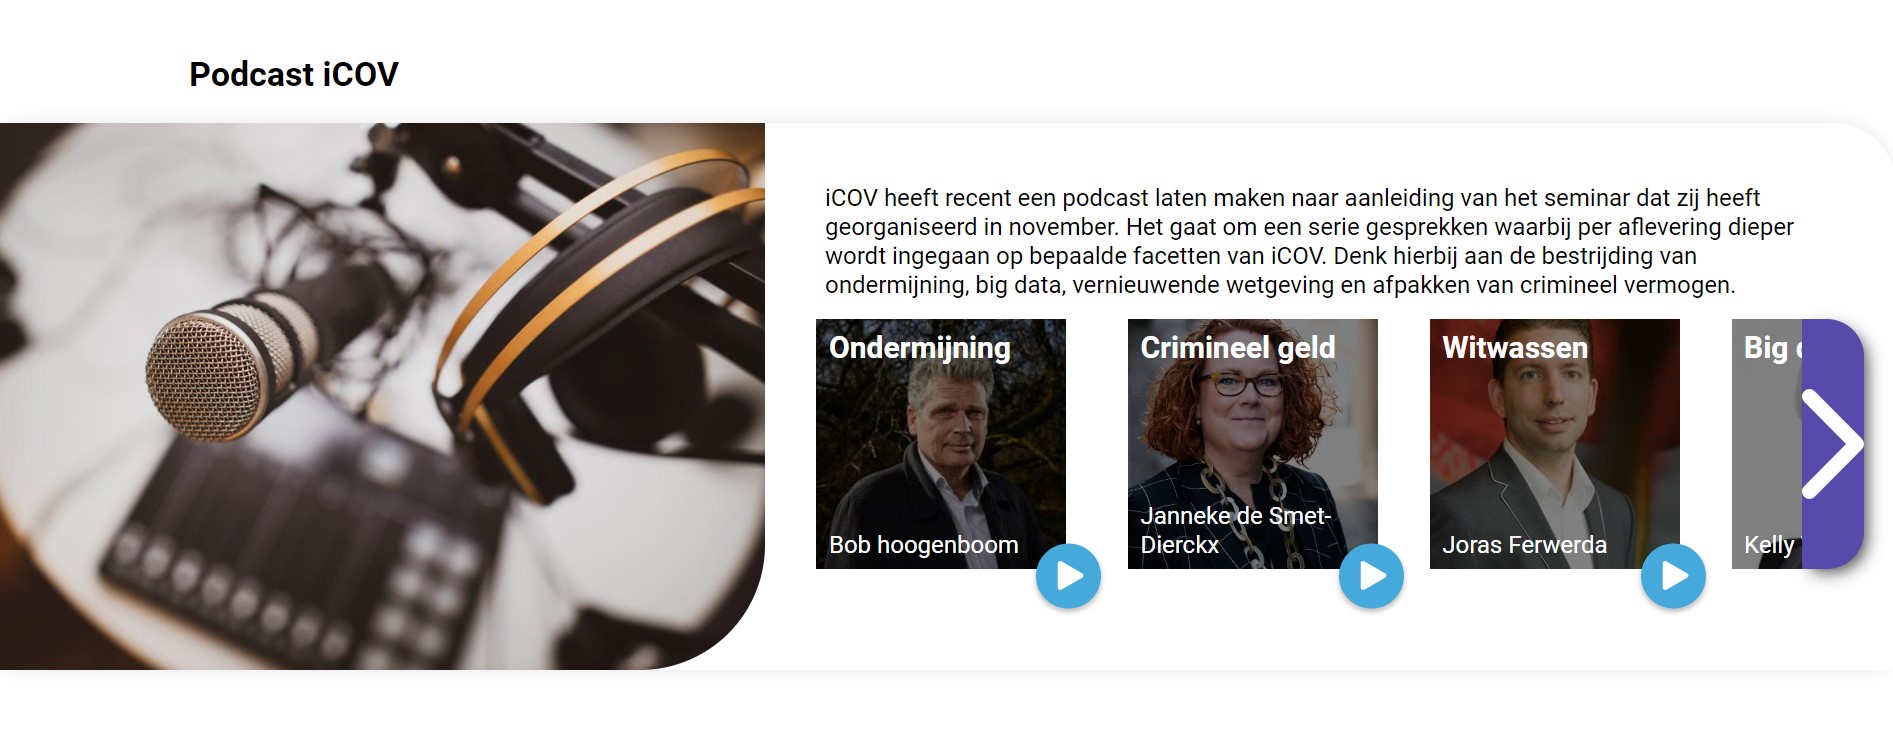 Podcast iCOV
iCOV heeft recent een podcast laten maken naar aanleiding van het seminar dat zij heeft
georganiseerd in november. Het gaat om een serie gesprekken waarbij per aflevering dieper
wordt ingegaan op bepaalde facetten van iCOV. Denk hierbij aan de bestrijding van
ondermijning, big data, vernieuwende wetgeving en afpakken van crimineel vermogen.
Ondermijning
Bob hoogenboom
Crimineel geld
Janneke de Smet-
Dierckx
Witwassen
Joras Ferwerda
Big
Kelly